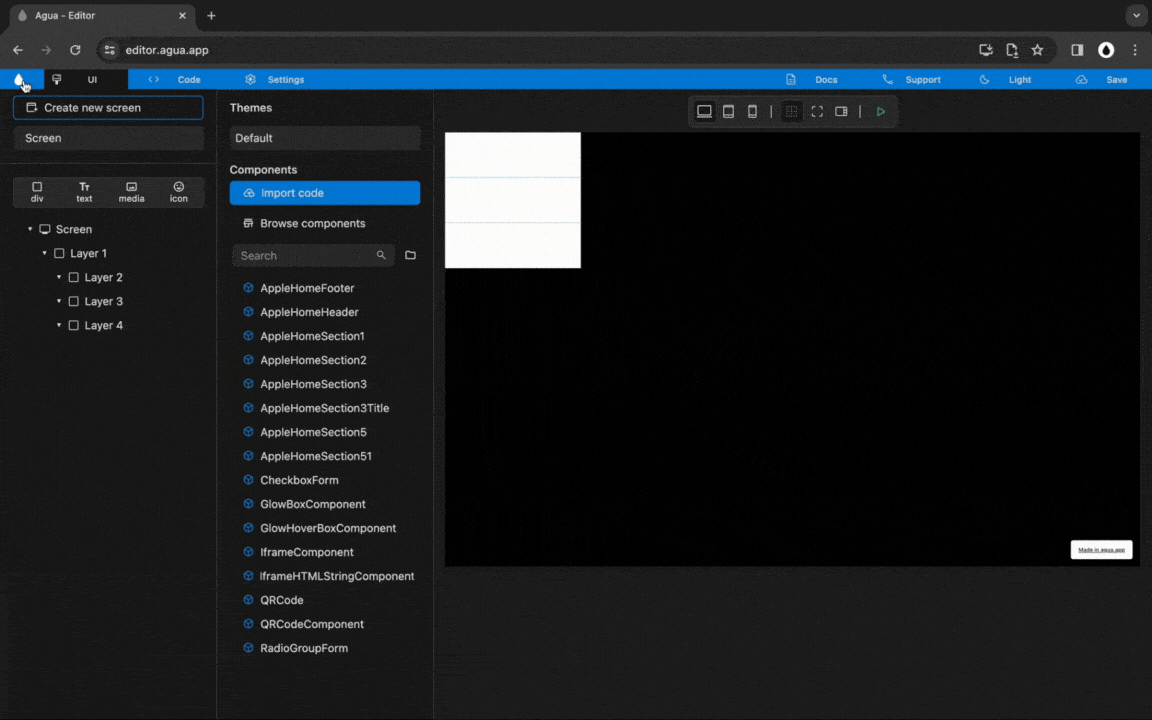 Agua - Editor
editor.agua.app
UI
Code
Settings
Docs
Support
Light
Save
Create new screen
Screen
div
text
media
icon
Screen
Layer 1
Layer 2
Layer 3
Layer 4
Themes
Default
Components
Import code
Browse components
Search
AppleHomeFooter
AppleHomeHeader
AppleHomeSection1
AppleHomeSection2
AppleHomeSection3
AppleHomeSection3Title
AppleHomeSection5
AppleHomeSection51
CheckboxForm
GlowBoxComponent
GlowHoverBoxComponent
IframeComponent
IframeHTMLStringComponent
QRCode
QRCodeComponent
RadioGroupForm
Made in agua.app